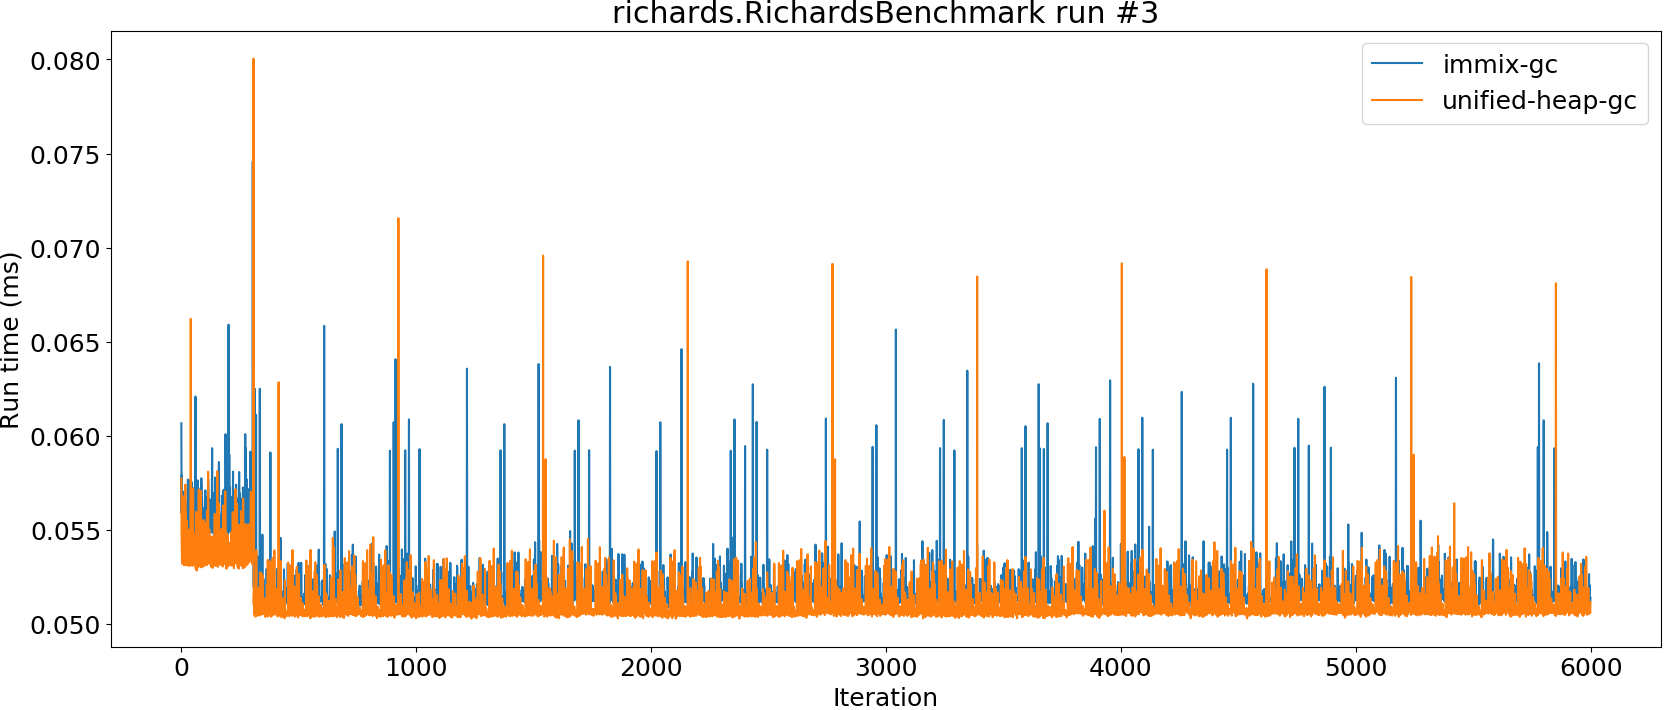 richards.RichardsBenchmark run #3
immix-gc
unified-heap-gc
Run time (ms)
0.080
0.075
0.070
0.065
0.060
0.055
0.050
0 1000 2000 3000 4000 5000 6000
Iteration